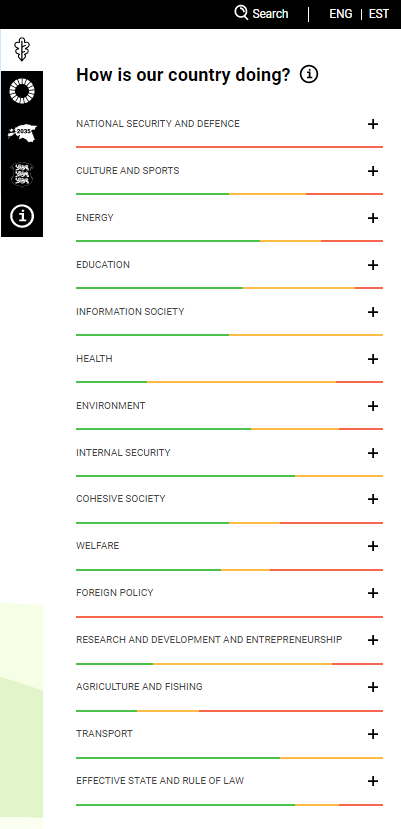 Search
ENG | EST
2035
How is our country doing?
NATIONAL SECURITY AND DEFENCE
CULTURE AND SPORTS
ENERGY
EDUCATION
INFORMATION SOCIETY
HEALTH
ENVIRONMENT
INTERNAL SECURITY
COHESIVE SOCIETY
WELFARE
FOREIGN POLICY
RESEARCH AND DEVELOPMENT AND ENTREPRENEURSHIP
AGRICULTURE AND FISHING
TRANSPORT
EFFECTIVE STATE AND RULE OF LAW